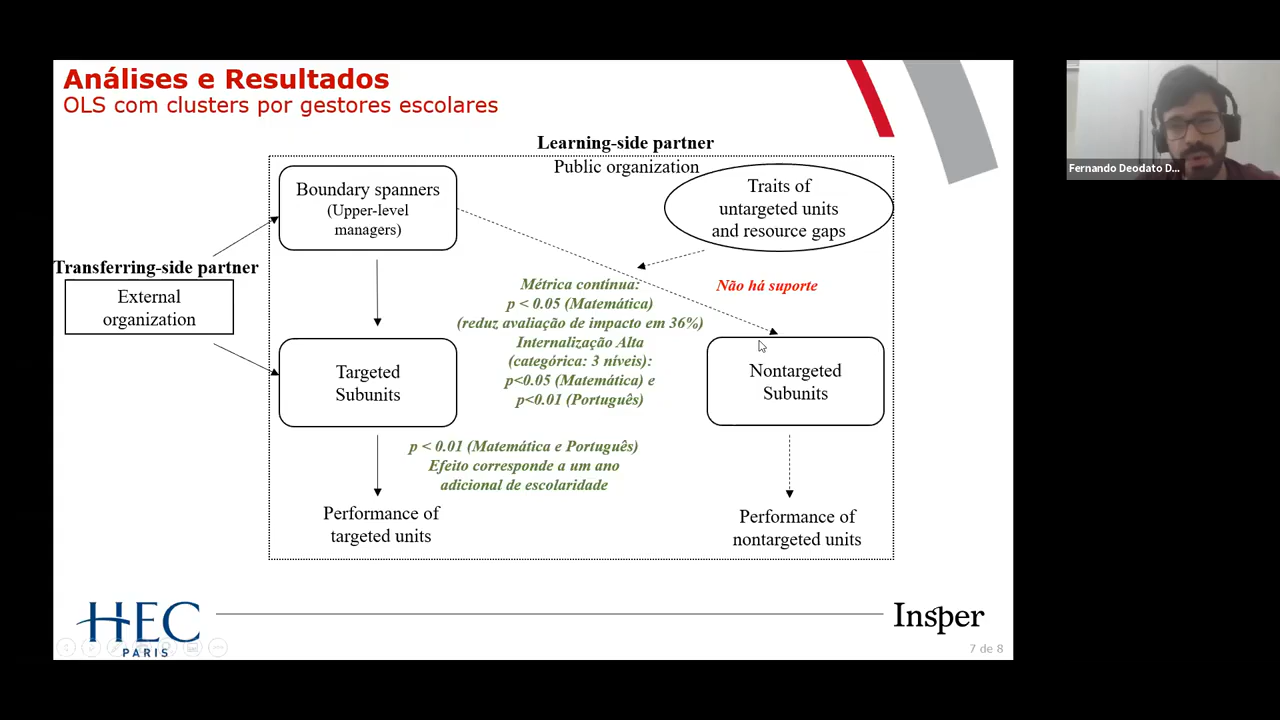 Análises e Resultados
OLS com clusters por gestores escolares
Learning-side partner
Public organization
Boundary spanners
(Upper-level
managers)
Traits of
untargeted units
and resource gaps
Transferring-side partner
External
organization
Métrica contínua:
p < 0.05 (Matemática)
(reduz avaliação de impacto em 36%)
Internalização Alta
(categórica: 3 níveis):
p<0.05 (Matemática) e
p<0.01 (Português)
Não há suporte
Targeted
Subunits
Nontargeted
Subunits
p < 0.01 (Matemática e Português)
Efeito corresponde a um ano
adicional de escolaridade
Performance of
targeted units
Performance of
nontargeted units
HEC
PARIS
Insper
7 de 8
Fernando Deodato D...